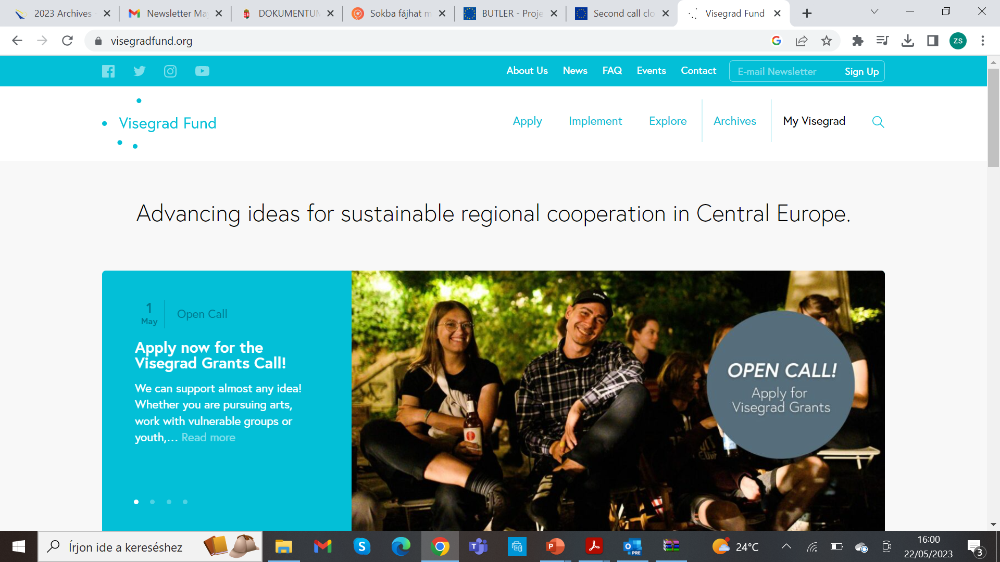 2023 Archives -
Newsletter May
DOKUMENTUM
Sokba fájhat m
BUTLER - Proje
Second call clo
Visegrad Fund
visegradfund.org
ZS
About Us
News
FAQ
Events
Contact
E-mail Newsletter
Sign Up
Visegrad Fund
Apply
Implement
Explore
Archives
My Visegrad
Advancing ideas for sustainable regional cooperation in Central Europe.
1
May
Open Call
Apply now for the
Visegrad Grants Call!
We can support almost any idea!
Whether you are pursuing arts,
work with vulnerable groups or
youth,... Read more
OPEN CALL!
Apply for
Visegrad Grants
Írjon ide a kereséshez
24°C
16:00
22/05/2023
3